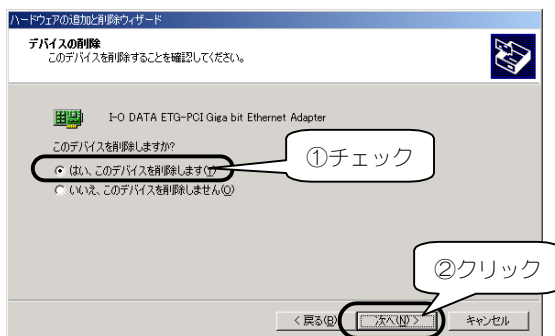 ハードウェアの追加と削除ウィザード
デバイスの削除
このデバイスを削除することを確認してください。
I-O DATA ETG-PCI Giga bit Ethernet Adapter
このデバイスを削除しますか?
はい、このデバイスを削除します(Y)
①チェック
いいえ、このデバイスを削除しません(O)
②クリック
< 戻る(B)
次へ(N) >
キャンセル